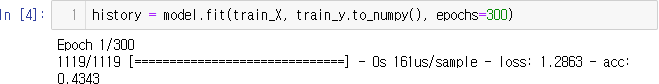 In [4]: 1 history = model.fit(train_X, train_y.to_numpy(), epochs=300)
Epoch 1/300
1119/1119 [==============================] - 0s 161us/sample - loss: 1.2863 - acc:
0.4343